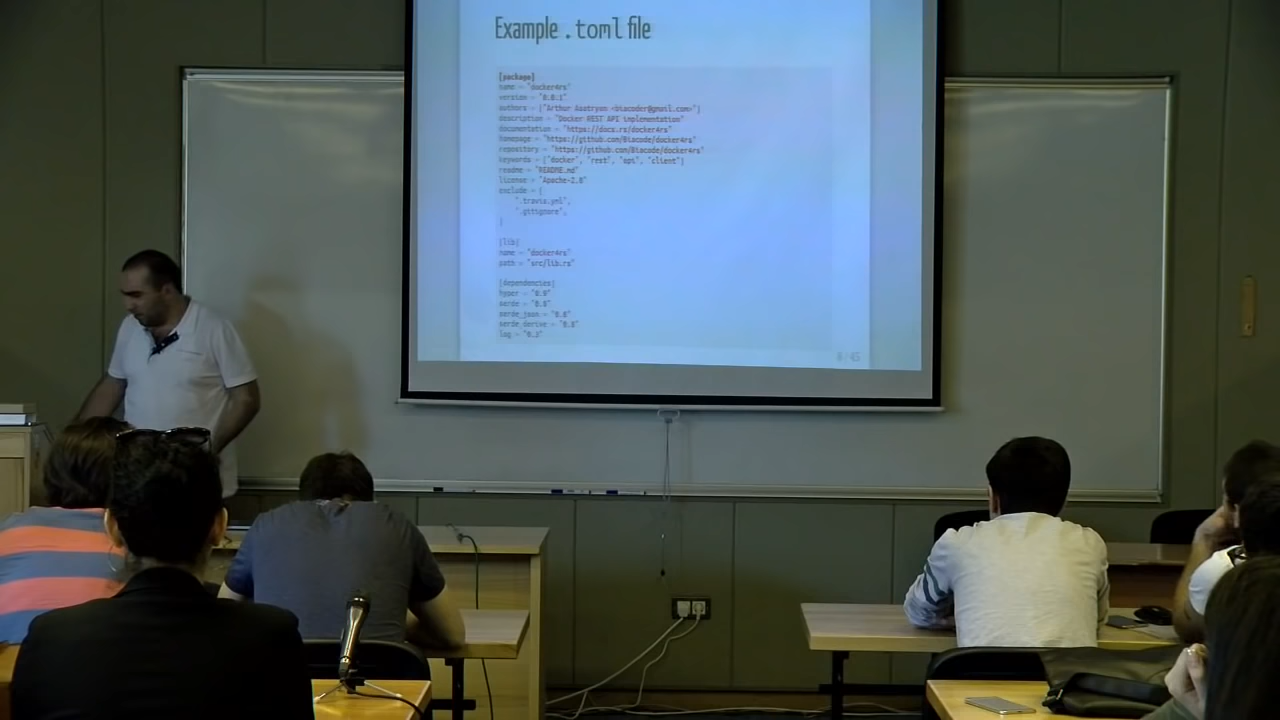 Example .toml file
[package]
name = "docker4rs"
version = "0.0.1"
authors = ["Arthur Asatryan <biacoder@gmail.com>"]
description = "Docker REST API implementation"
documentation = "https://docs.rs/docker4rs"
homepage = "https://github.com/Biacode/docker4rs"
repository = "https://github.com/Biacode/docker4rs"
keywords = ["docker", "rest", "api", "client"]
readme = "README.md"
license = "Apache-2.0"
exclude = [
".travis.yml",
".gitignore",
]
[lib]
name = "docker4rs"
path = "src/lib.rs"
[dependencies]
hyper = "0.9"
serde = "0.8"
serde_json = "0.8"
serde_derive = "0.8"
log = "0.3"